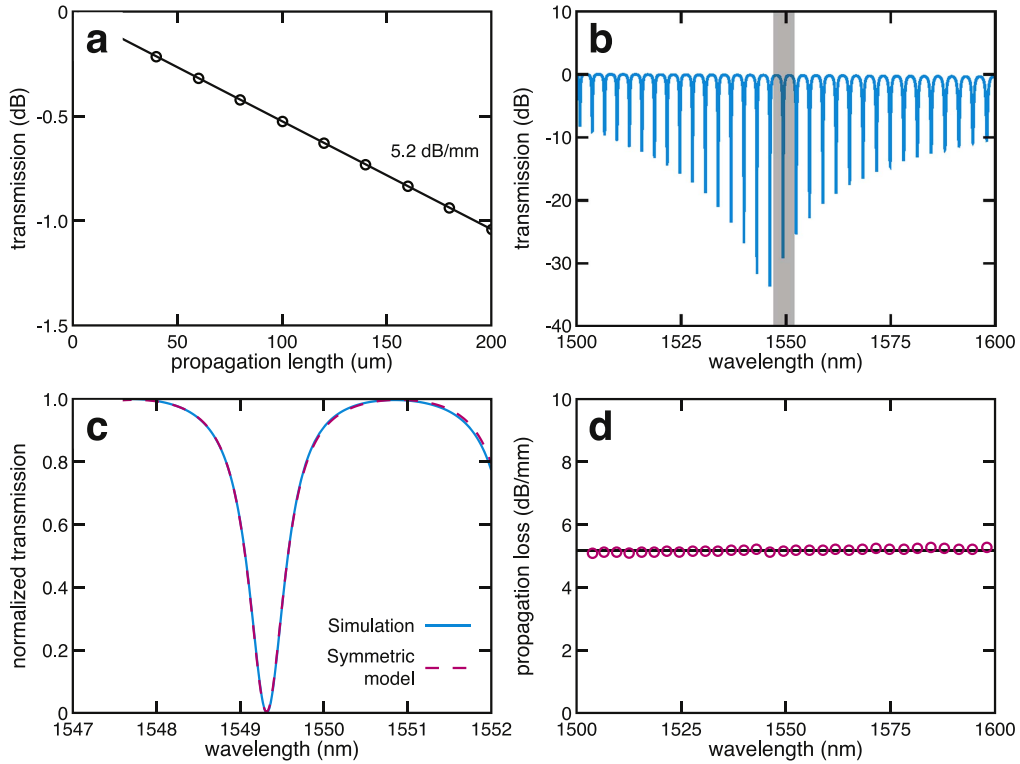 a
transmission (dB)
0
-0.5
-1.0
-1.5
5.2 dB/mm
0 50 100 150 200
propagation length (um)
b
transmission (dB)
10
0
-10
-20
-30
-40
1500 1525 1550 1575 1600
wavelength (nm)
c
normalized transmission
1.0
0.8
0.6
0.4
0.2
0
Simulation
Symmetric
model
1547 1548 1549 1550 1551 1552
wavelength (nm)
d
propagation loss (dB/mm)
10
8
6
4
2
0
1500 1525 1550 1575 1600
wavelength (nm)